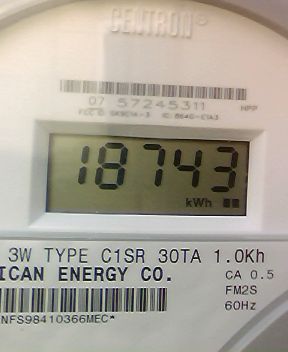 CENTRON®
07 57245311
HPP
18743
kWh
3W TYPE C1SR 30TA 1.0Kh
ICAN ENERGY CO.
CA 0.5
FM2S
60Hz
NFS98410366MEC*